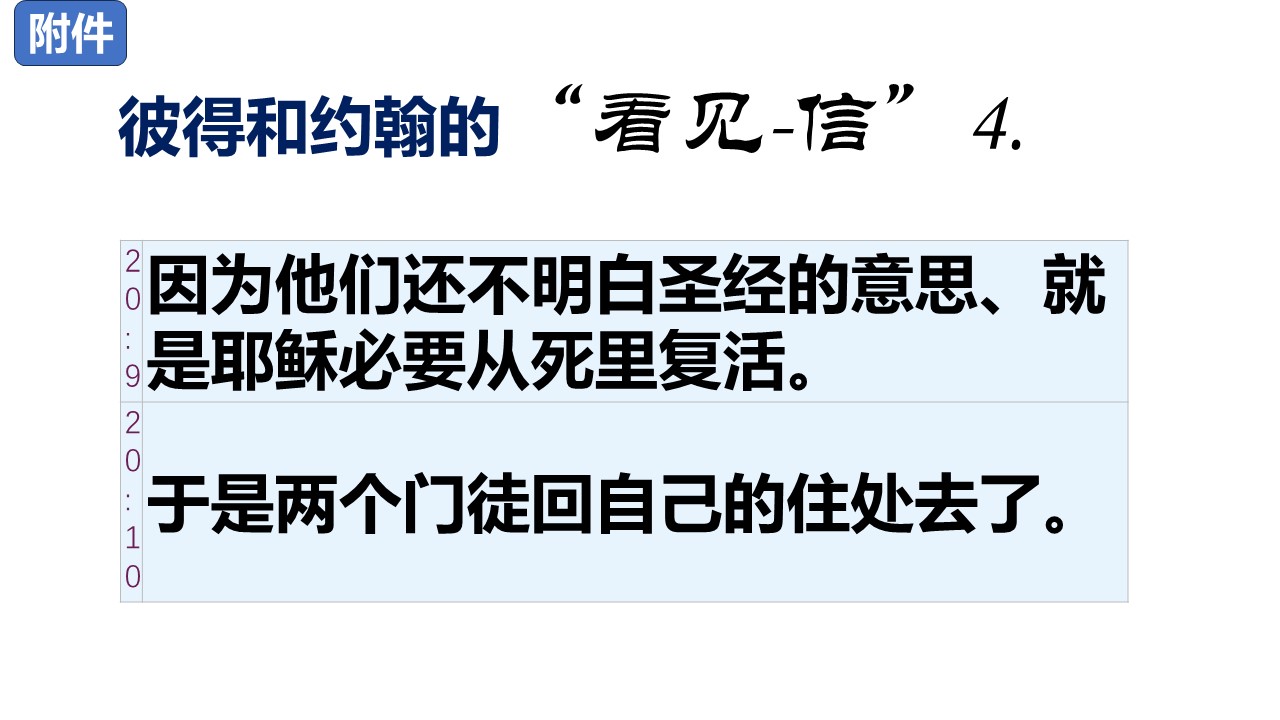 附件
彼得和约翰的“看见-信” 4.
20:9
因为他们还不明白圣经的意思、就
是耶稣必要从死里复活。
20:10
于是两个门徒回自己的住处去了。